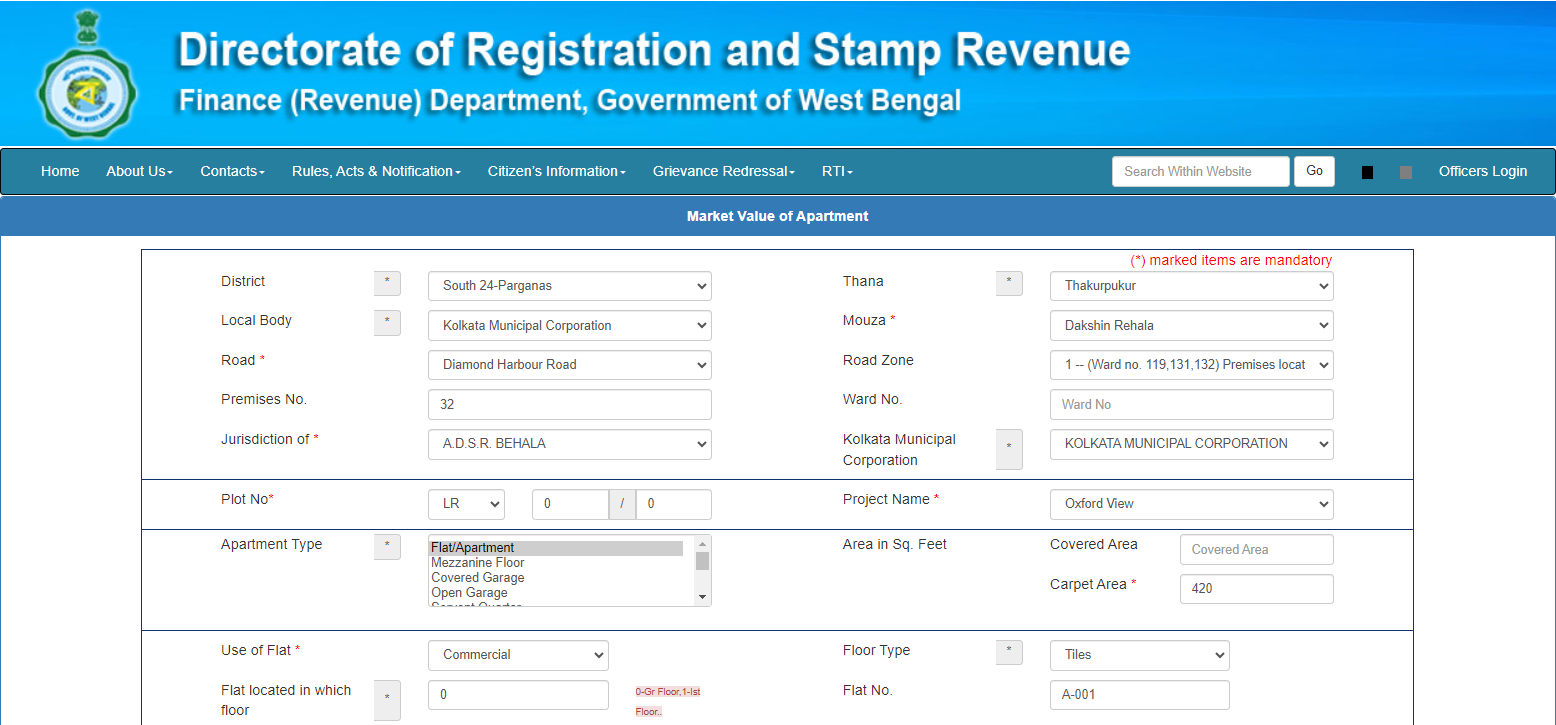 Directorate of Registration and Stamp Revenue
Finance (Revenue) Department, Government of West Bengal
Home About Us Contacts Rules, Acts & Notification Citizen's Information Grievance Redressal RTI Search Within Website Go Officers Login
Market Value of Apartment
(*) marked items are mandatory
District * South 24-Parganas Thana * Thakurpukur
Local Body * Kolkata Municipal Corporation Mouza * Dakshin Rehala
Road * Diamond Harbour Road Road Zone 1 -- (Ward no. 119,131,132) Premises locat
Premises No. 32 Ward No. Ward No
Jurisdiction of * A.D.S.R. BEHALA Kolkata Municipal * KOLKATA MUNICIPAL CORPORATION
Corporation
Plot No* LR 0 / 0 Project Name * Oxford View
Apartment Type * Flat/Apartment Area in Sq. Feet Covered Area Covered Area
Mezzanine Floor
Covered Garage
Open Garage Carpet Area * 420
Servent Quarter
Use of Flat * Commercial Floor Type * Tiles
Flat located in which * 0 0-Gr Floor,1-Ist Flat No. A-001
floor Floor..